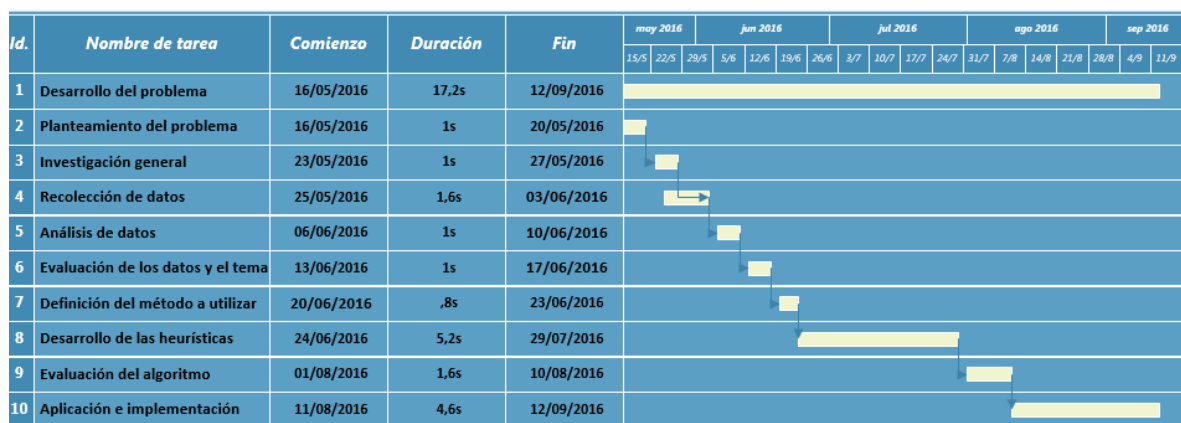 Id. Nombre de tarea Comienzo Duración Fin
may 2016 jun 2016 jul 2016 ago 2016 sep 2016
15/5 22/5 29/5 5/6 12/6 19/6 26/6 3/7 10/7 17/7 24/7 31/7 7/8 14/8 21/8 28/8 4/9 11/9
1 Desarrollo del problema 16/05/2016 17,2s 12/09/2016
2 Planteamiento del problema 16/05/2016 1s 20/05/2016
3 Investigación general 23/05/2016 1s 27/05/2016
4 Recolección de datos 25/05/2016 1,6s 03/06/2016
5 Análisis de datos 06/06/2016 1s 10/06/2016
6 Evaluación de los datos y el tema 13/06/2016 1s 17/06/2016
7 Definición del método a utilizar 20/06/2016 ,8s 23/06/2016
8 Desarrollo de las heurísticas 24/06/2016 5,2s 29/07/2016
9 Evaluación del algoritmo 01/08/2016 1,6s 10/08/2016
10 Aplicación e implementación 11/08/2016 4,6s 12/09/2016